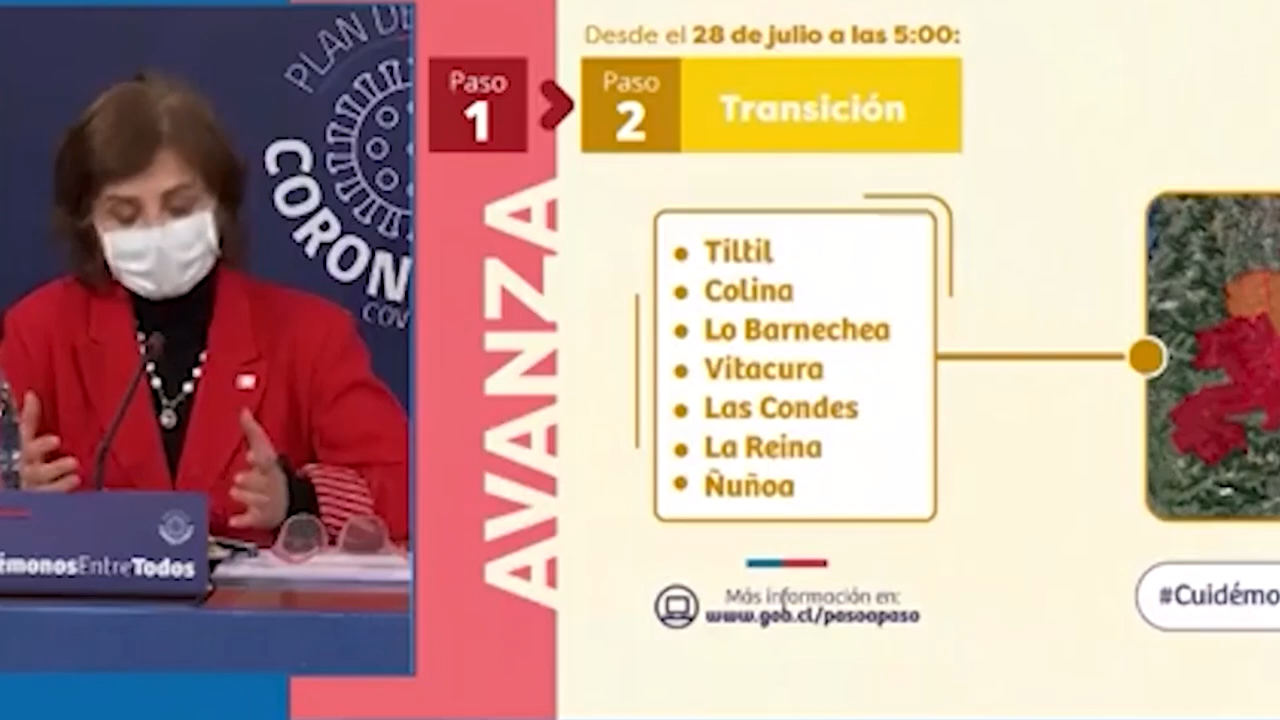 PLAN DE
CORON
COV
émonosEntreTodos
AVANZA
Desde el 28 de julio a las 5:00:
Paso 1
Paso 2
Transición
Tiltil
Colina
Lo Barnechea
Vitacura
Las Condes
La Reina
Ñuñoa
Más información en:
www.gob.cl/pasoapaso
#Cuidémo